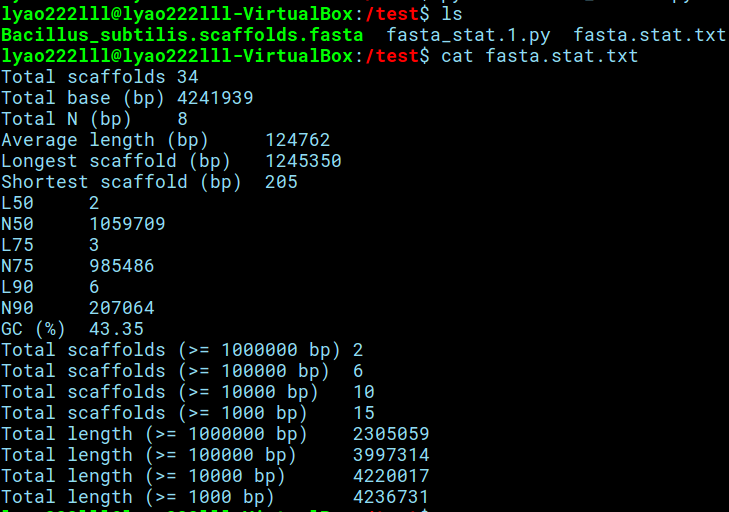 lyao222lll@lyao222lll-VirtualBox:/test$ ls
Bacillus_subtilis.scaffolds.fasta  fasta_stat.1.py  fasta.stat.txt
lyao222lll@lyao222lll-VirtualBox:/test$ cat fasta.stat.txt
Total scaffolds 34
Total base (bp) 4241939
Total N (bp)    8
Average length (bp)     124762
Longest scaffold (bp)   1245350
Shortest scaffold (bp)  205
L50     2
N50     1059709
L75     3
N75     985486
L90     6
N90     207064
GC (%)  43.35
Total scaffolds (>= 1000000 bp) 2
Total scaffolds (>= 100000 bp)  6
Total scaffolds (>= 10000 bp)   10
Total scaffolds (>= 1000 bp)    15
Total length (>= 1000000 bp)    2305059
Total length (>= 100000 bp)     3997314
Total length (>= 10000 bp)      4220017
Total length (>= 1000 bp)       4236731